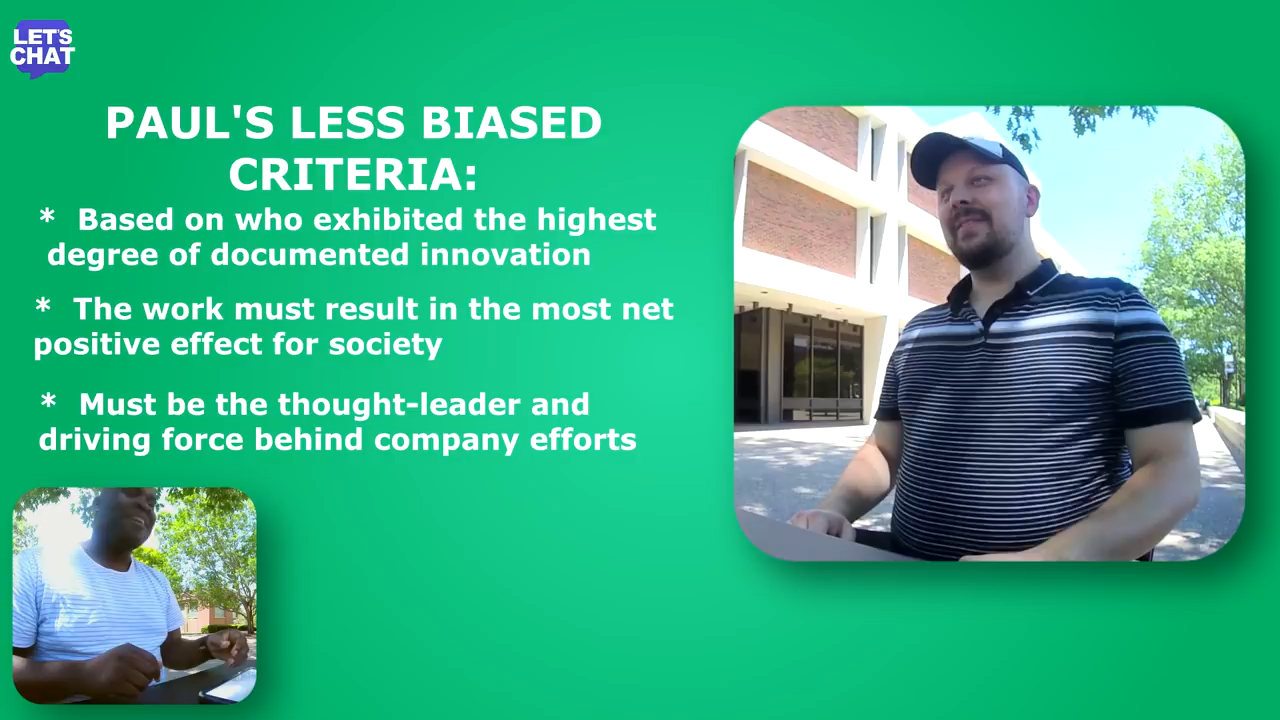 LET'S
CHAT
PAUL'S LESS BIASED
CRITERIA:
* Based on who exhibited the highest
degree of documented innovation
* The work must result in the most net
positive effect for society
* Must be the thought-leader and
driving force behind company efforts